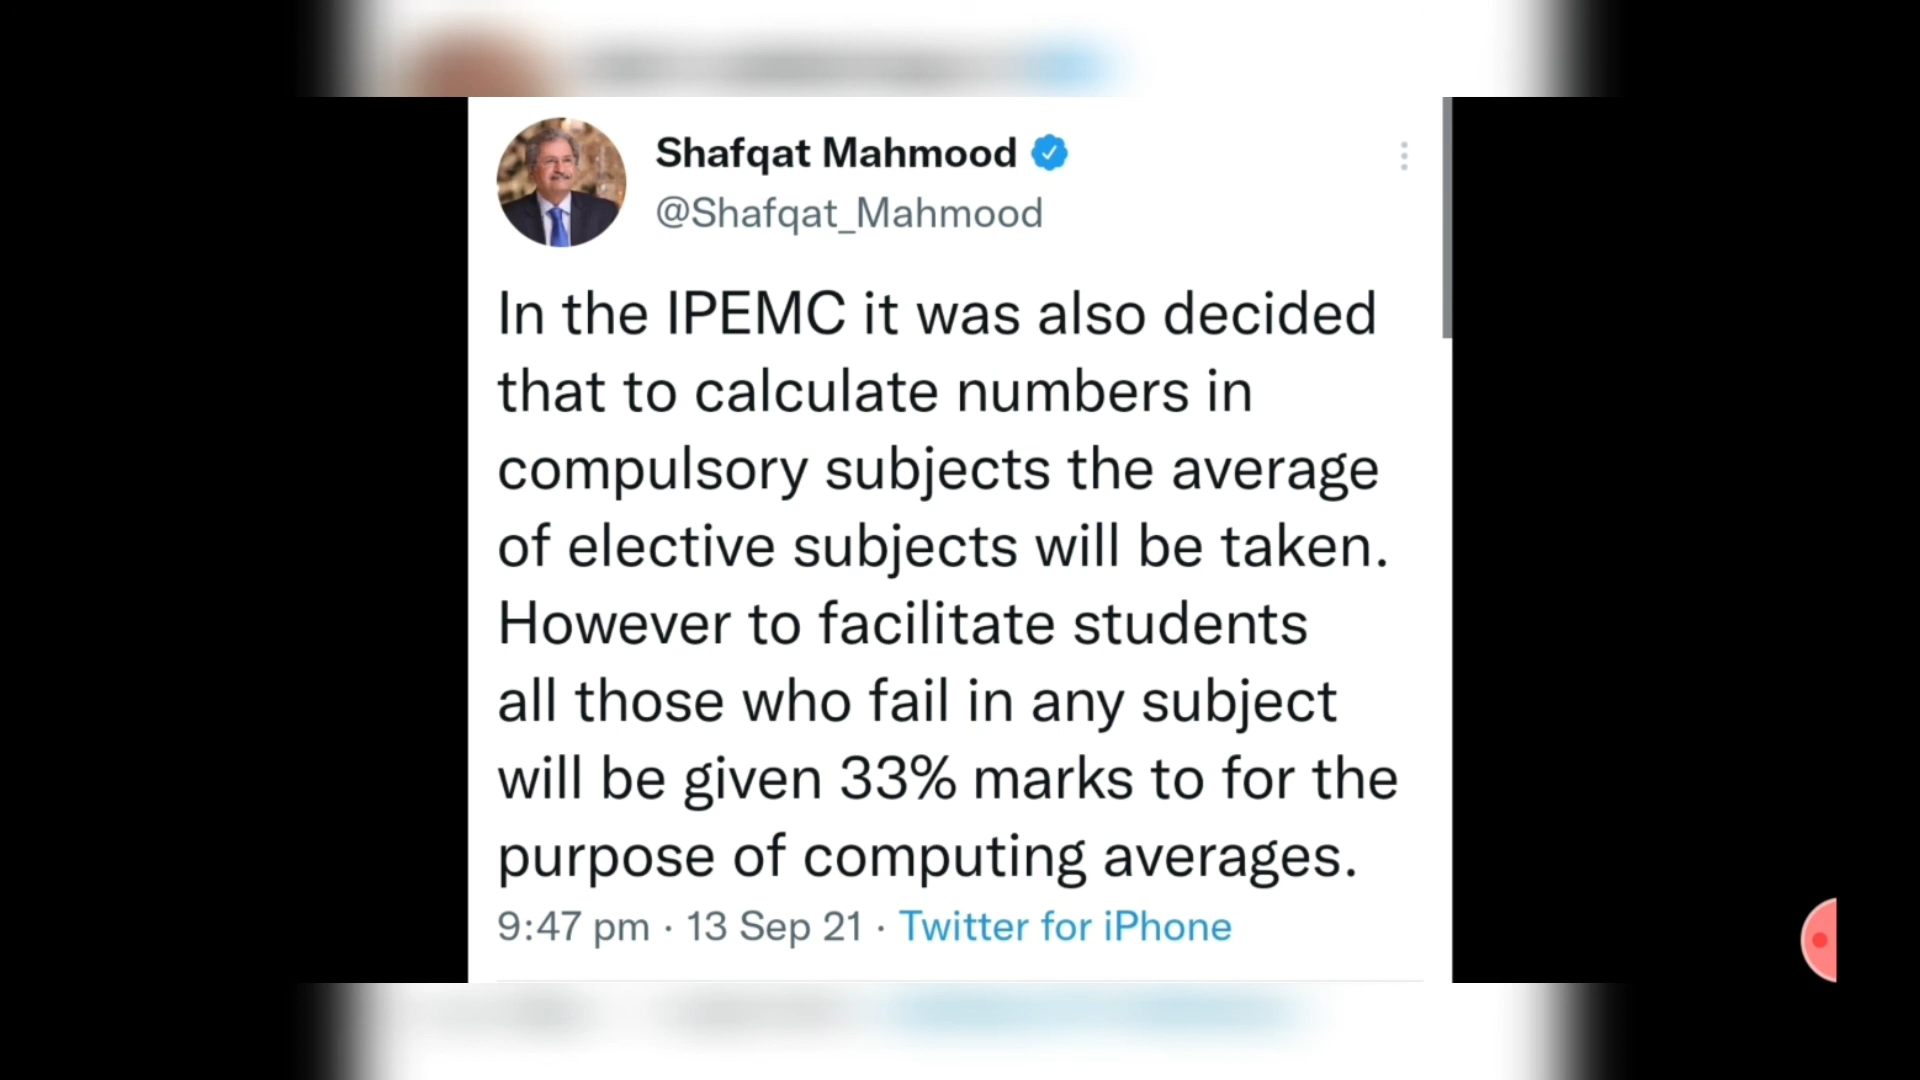 Shafqat Mahmood
@Shafqat_Mahmood
In the IPEMC it was also decided
that to calculate numbers in
compulsory subjects the average
of elective subjects will be taken.
However to facilitate students
all those who fail in any subject
will be given 33% marks to for the
purpose of computing averages.
9:47 pm · 13 Sep 21 · Twitter for iPhone